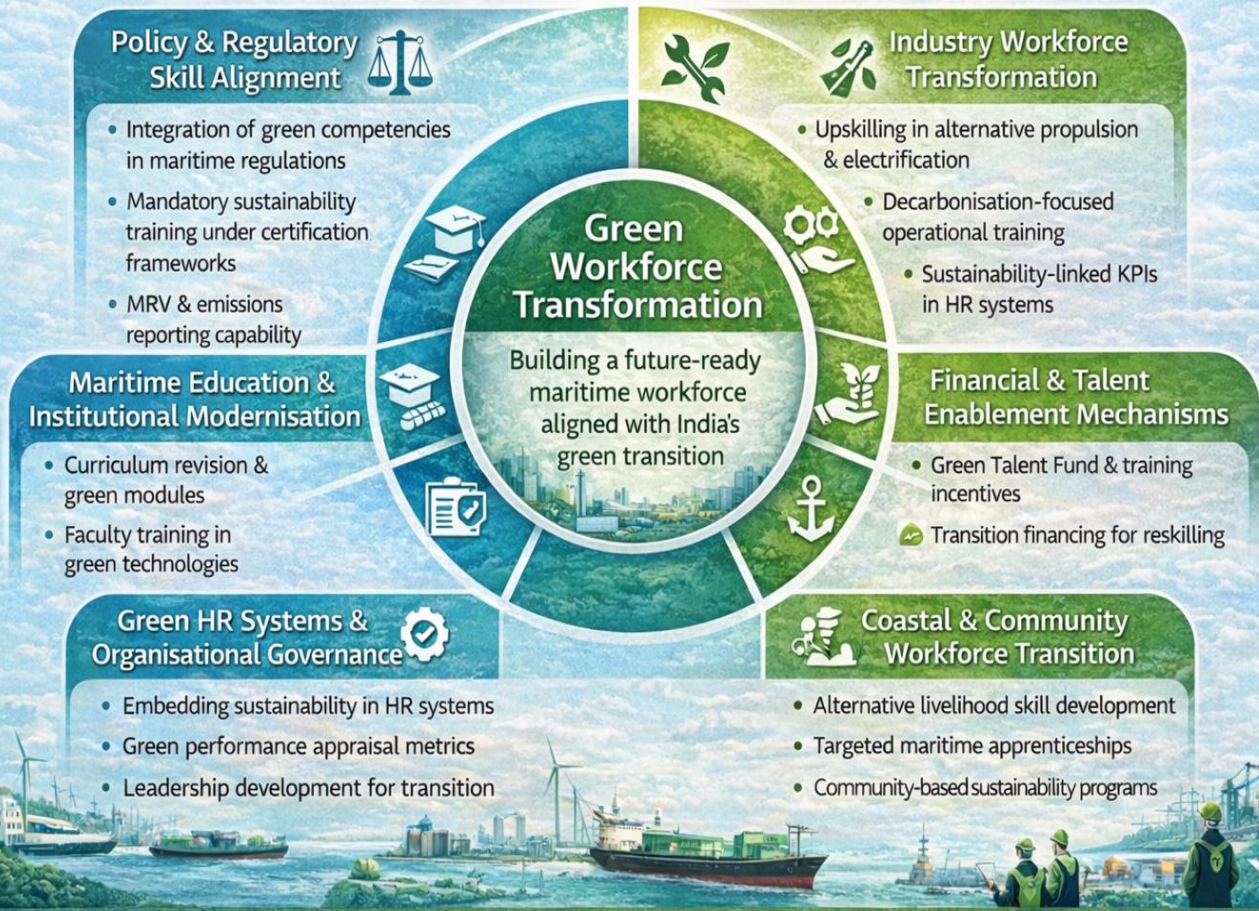 Policy & Regulatory
Skill Alignment
• Integration of green competencies
in maritime regulations
• Mandatory sustainability
training under certification
frameworks
• MRV & emissions
reporting capability
Industry Workforce
Transformation
• Upskilling in alternative propulsion
& electrification
• Decarbonisation-focused
operational training
• Sustainability-linked KPIs
in HR systems
Green
Workforce
Transformation
Building a future-ready
maritime workforce
aligned with India's
green transition
Maritime Education &
Institutional Modernisation
• Curriculum revision &
green modules
• Faculty training in
green technologies
Financial & Talent
Enablement Mechanisms
• Green Talent Fund & training
incentives
Transition financing for reskilling
Green HR Systems &
Organisational Governance
• Embedding sustainability in HR systems
• Green performance appraisal metrics
• Leadership development for transition
Coastal & Community
Workforce Transition
• Alternative livelihood skill development
• Targeted maritime apprenticeships
• Community-based sustainability programs